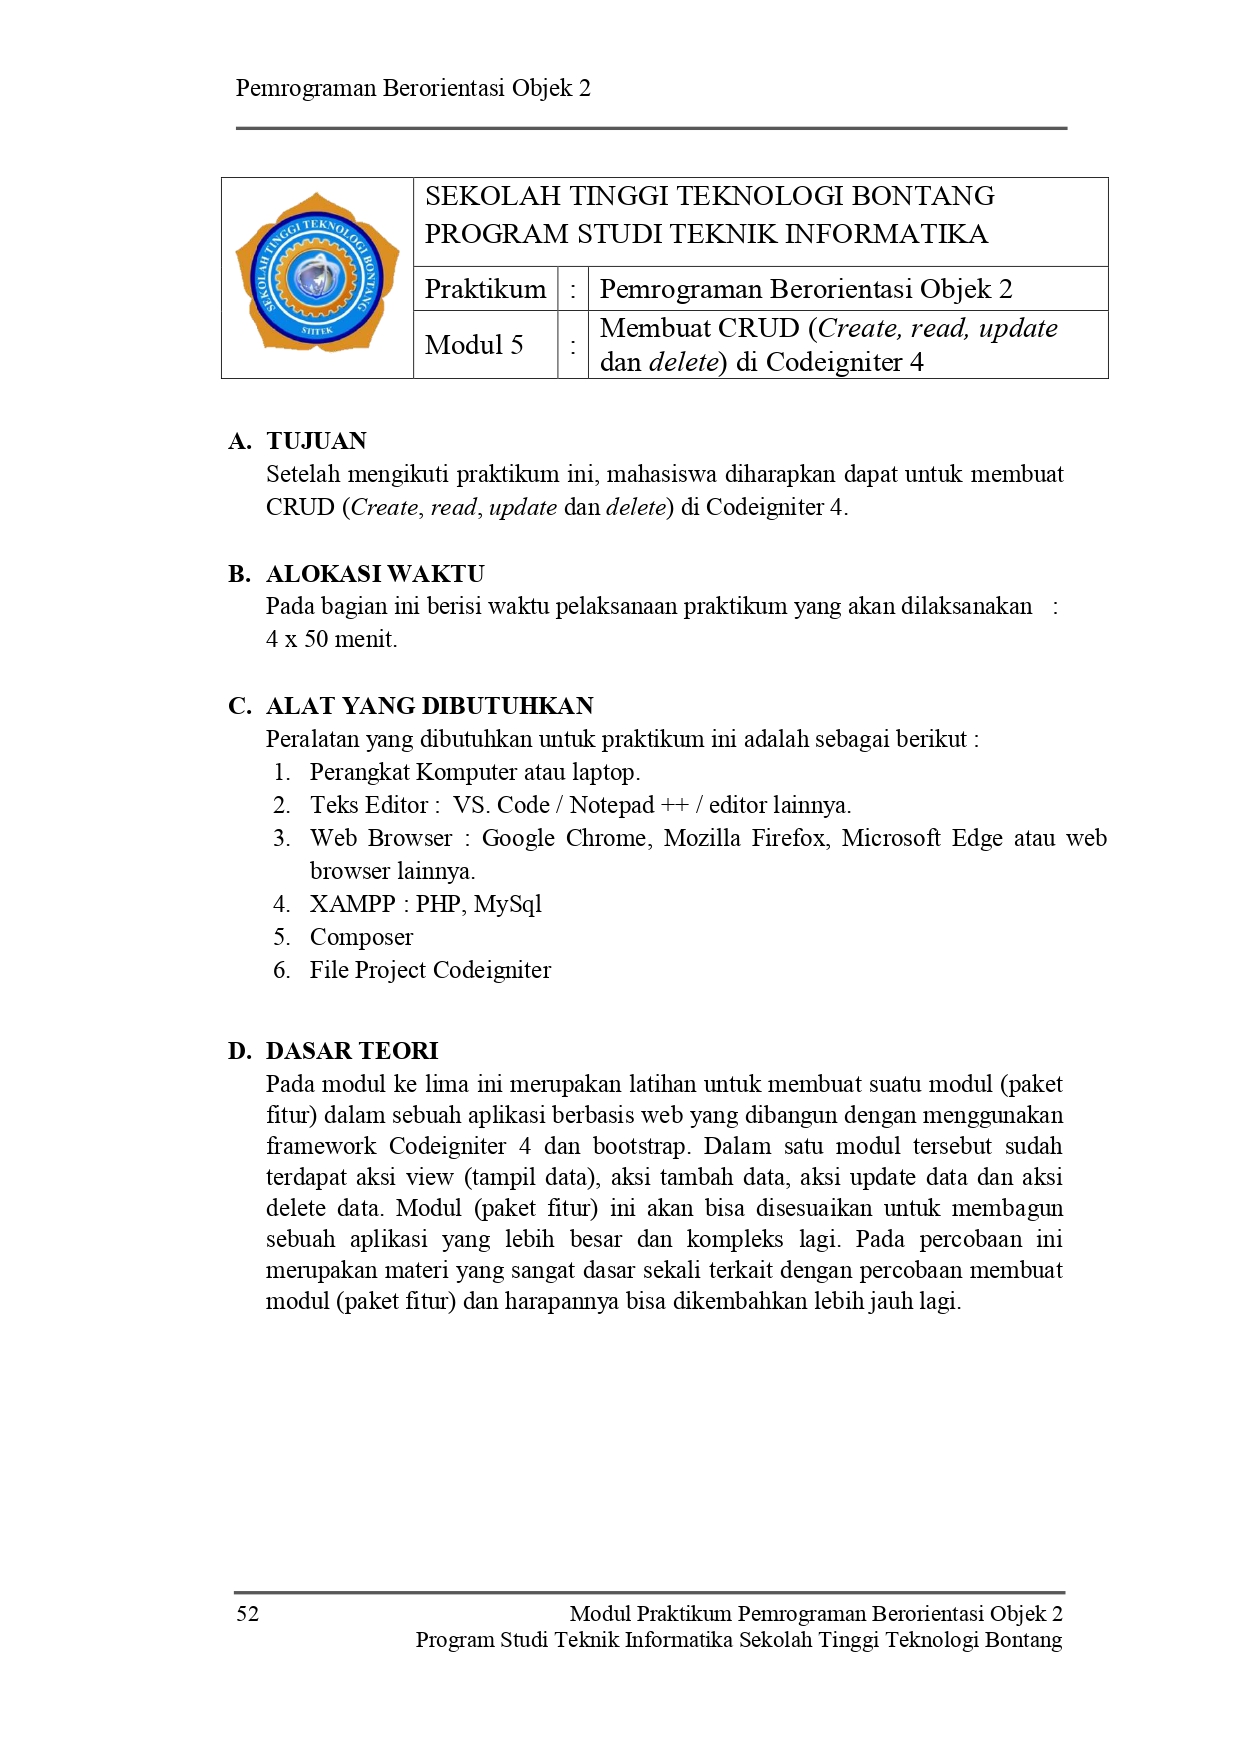 Pemrograman Berorientasi Objek 2
SEKOLAH TINGGI TEKNOLOGI BONTANG
STITEK
SEKOLAH TINGGI TEKNOLOGI BONTANG
PROGRAM STUDI TEKNIK INFORMATIKA
Praktikum : Pemrograman Berorientasi Objek 2
Modul 5 : Membuat CRUD (Create, read, update
dan delete) di Codeigniter 4
A. TUJUAN
Setelah mengikuti praktikum ini, mahasiswa diharapkan dapat untuk membuat
CRUD (Create, read, update dan delete) di Codeigniter 4.
B. ALOKASI WAKTU
Pada bagian ini berisi waktu pelaksanaan praktikum yang akan dilaksanakan :
4 x 50 menit.
C. ALAT YANG DIBUTUHKAN
Peralatan yang dibutuhkan untuk praktikum ini adalah sebagai berikut :
1. Perangkat Komputer atau laptop.
2. Teks Editor : VS. Code / Notepad ++ / editor lainnya.
3. Web Browser : Google Chrome, Mozilla Firefox, Microsoft Edge atau web
browser lainnya.
4. XAMPP : PHP, MySql
5. Composer
6. File Project Codeigniter
D. DASAR TEORI
Pada modul ke lima ini merupakan latihan untuk membuat suatu modul (paket
fitur) dalam sebuah aplikasi berbasis web yang dibangun dengan menggunakan
framework Codeigniter 4 dan bootstrap. Dalam satu modul tersebut sudah
terdapat aksi view (tampil data), aksi tambah data, aksi update data dan aksi
delete data. Modul (paket fitur) ini akan bisa disesuaikan untuk membagun
sebuah aplikasi yang lebih besar dan kompleks lagi. Pada percobaan ini
merupakan materi yang sangat dasar sekali terkait dengan percobaan membuat
modul (paket fitur) dan harapannya bisa dikembahkan lebih jauh lagi.
52 Modul Praktikum Pemrograman Berorientasi Objek 2
Program Studi Teknik Informatika Sekolah Tinggi Teknologi Bontang